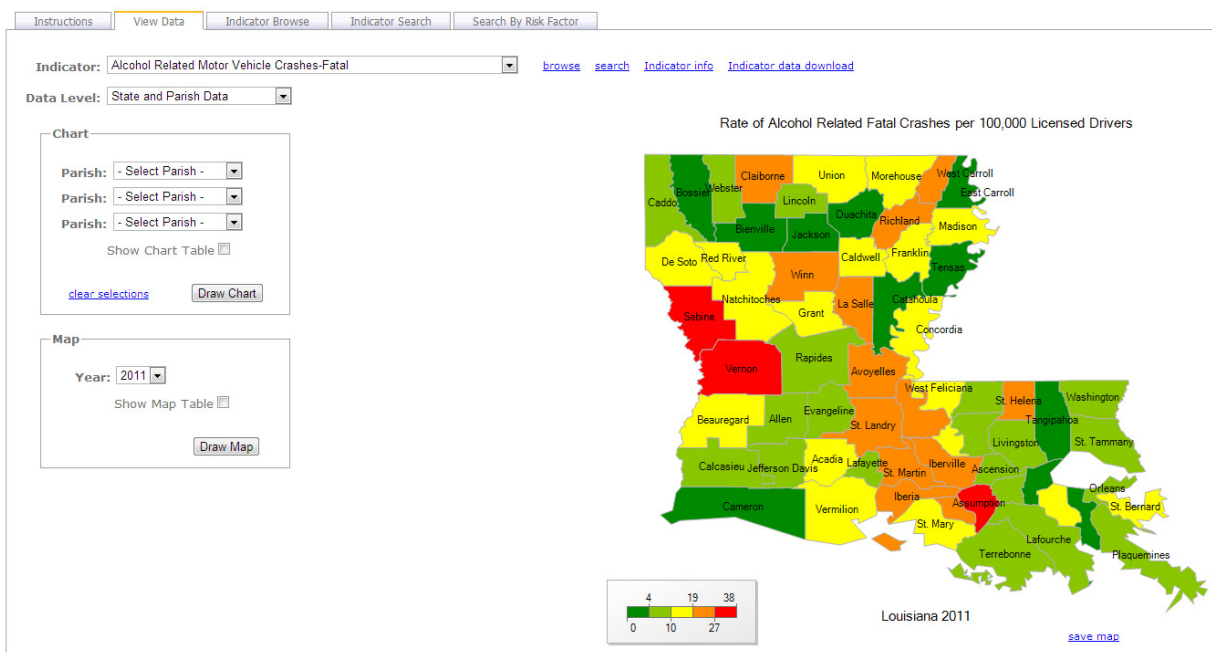 Instructions View Data Indicator Browse Indicator Search Search By Risk Factor
Indicator: Alcohol Related Motor Vehicle Crashes-Fatal browse search Indicator info Indicator data download
Data Level: State and Parish Data
Chart
Parish: - Select Parish -
Parish: - Select Parish -
Parish: - Select Parish -
Show Chart Table
clear selections Draw Chart
Map
Year: 2011
Show Map Table
Draw Map
Rate of Alcohol Related Fatal Crashes per 100,000 Licensed Drivers
Claiborne Union Morehouse West Carroll
Caddo Bossier Webster Lincoln East Carroll
Ouachita Richland
Bienville Jackson Madison
De Soto Red River Caldwell Franklin
Winn Tensas
Natchitoches La Salle Catahoula
Sabine Grant
Concordia
Rapides
Vernon Avoyelles
West Feliciana
St. Helena Washington
Beauregard Allen Evangeline St. Landry Tangipahoa
Livingston St. Tammany
Calcasieu Jefferson Davis Acadia Lafayette St. Martin Iberville Ascension
Orleans
Cameron Vermilion Iberia Assumption St. Bernard
St. Mary
Lafourche
Terrebonne Plaquemines
4 19 38
0 10 27
Louisiana 2011
save map